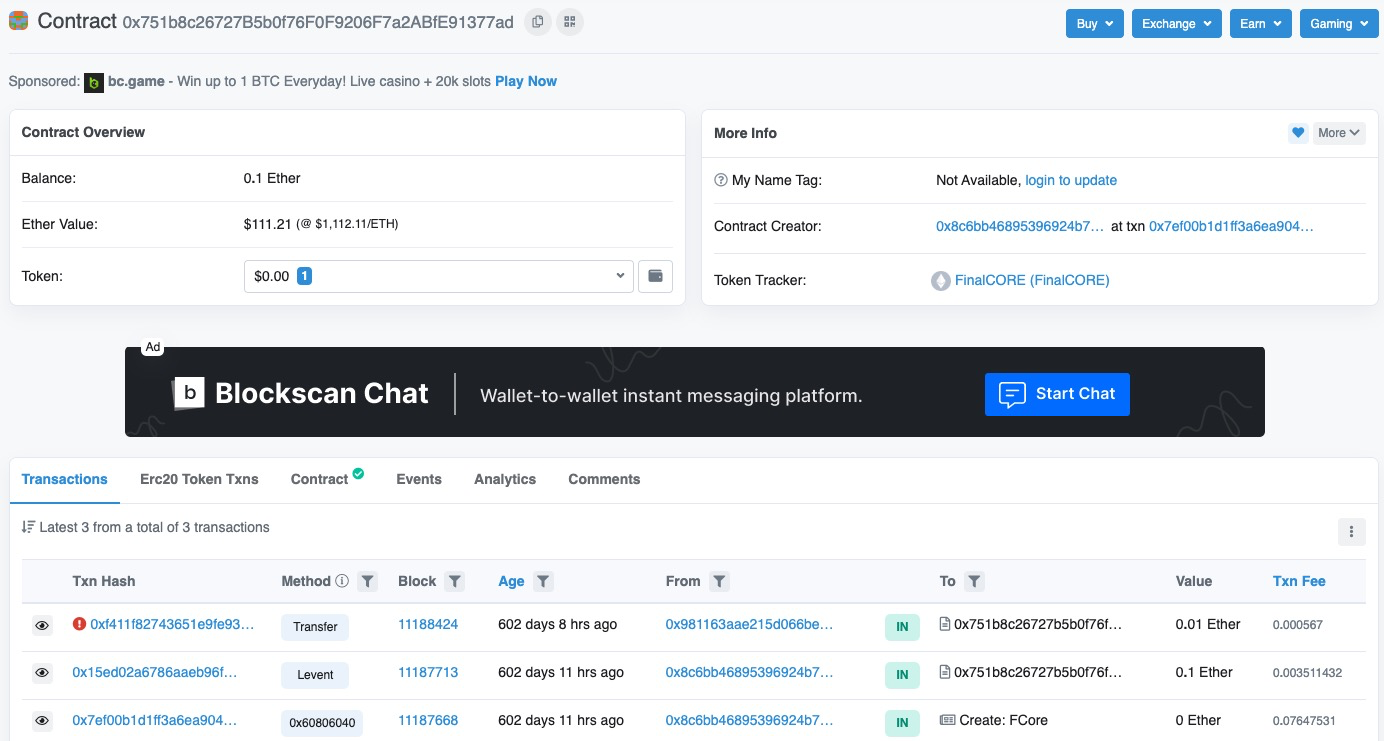 Contract 0x751b8c26727B5b0f76F0F9206F7a2ABfE91377ad
Buy Exchange Earn Gaming
Sponsored: bc.game - Win up to 1 BTC Everyday! Live casino + 20k slots Play Now
Contract Overview
Balance: 0.1 Ether
Ether Value: $111.21 (@ $1,112.11/ETH)
Token: $0.00 1
More Info
More
My Name Tag: Not Available, login to update
Contract Creator: 0x8c6bb46895396924b7... at txn 0x7ef00b1d1ff3a6ea904...
Token Tracker: FinalCORE (FinalCORE)
Ad
b Blockscan Chat Wallet-to-wallet instant messaging platform. Start Chat
Transactions Erc20 Token Txns Contract Events Analytics Comments
Latest 3 from a total of 3 transactions
Txn Hash Method Block Age From To Value Txn Fee
0xf411f82743651e9fe93... Transfer 11188424 602 days 8 hrs ago 0x981163aae215d066be... IN 0x751b8c26727b5b0f76f... 0.01 Ether 0.000567
0x15ed02a6786aaeb96f... Levent 11187713 602 days 11 hrs ago 0x8c6bb46895396924b7... IN 0x751b8c26727b5b0f76f... 0.1 Ether 0.003511432
0x7ef00b1d1ff3a6ea904... 0x60806040 11187668 602 days 11 hrs ago 0x8c6bb46895396924b7... IN Create: FCore 0 Ether 0.07647531